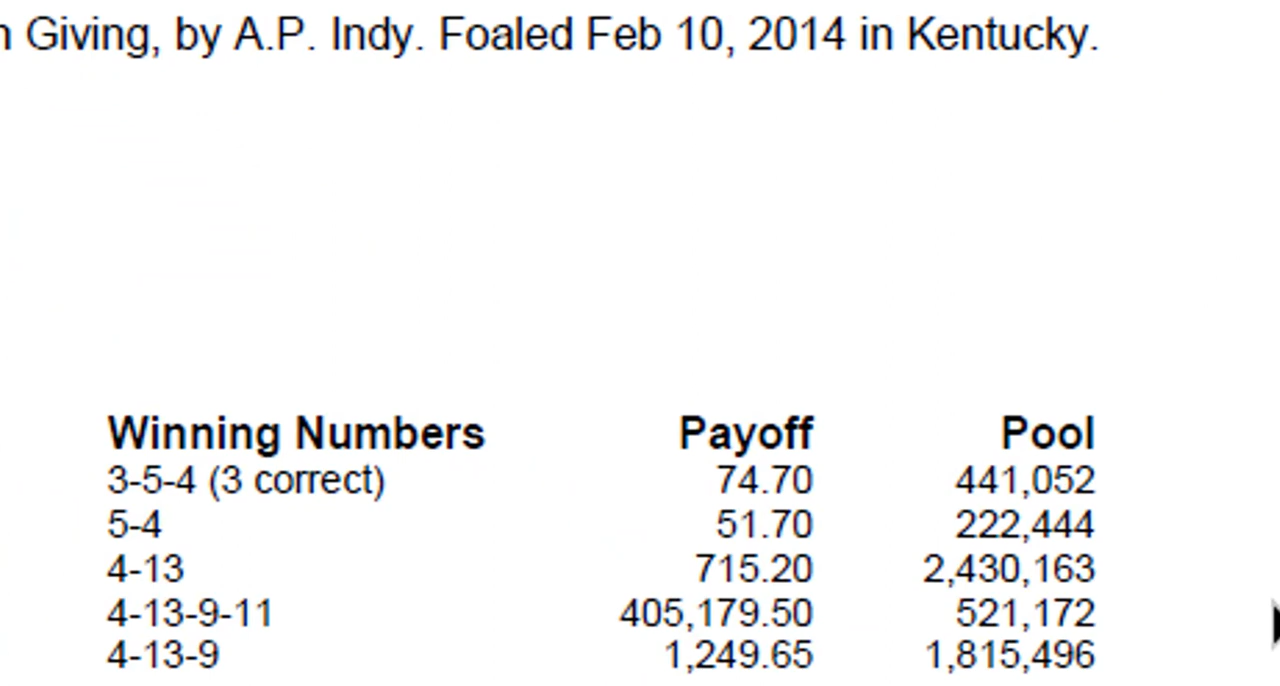 Giving, by A.P. Indy. Foaled Feb 10, 2014 in Kentucky.
Winning Numbers Payoff Pool
3-5-4 (3 correct) 74.70 441,052
5-4 51.70 222,444
4-13 715.20 2,430,163
4-13-9-11 405,179.50 521,172
4-13-9 1,249.65 1,815,496